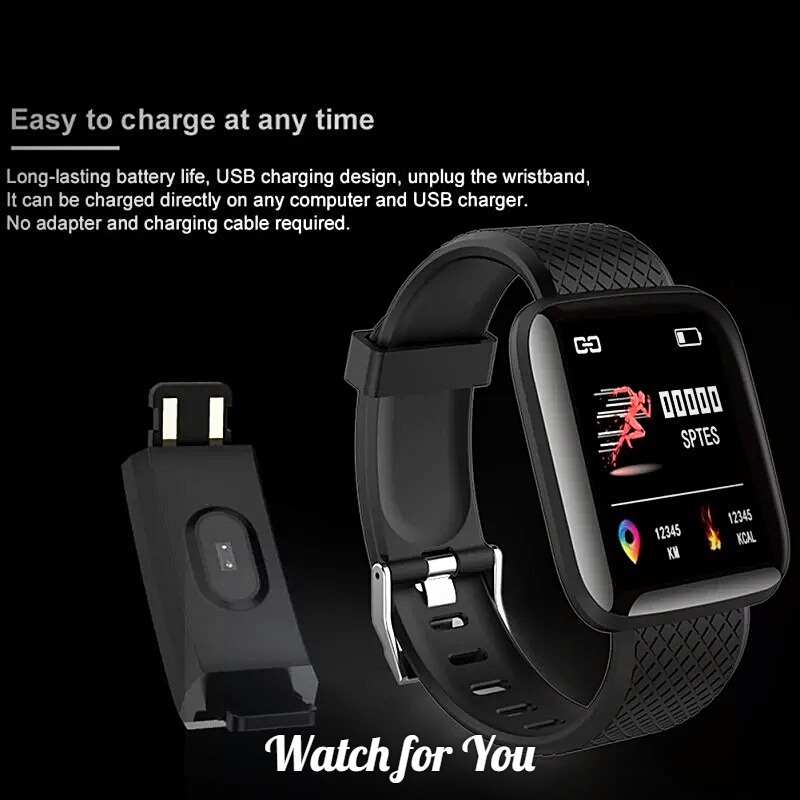 Easy to charge at any time
Long-lasting battery life, USB charging design, unplug the wristband,
It can be charged directly on any computer and USB charger.
No adapter and charging cable required.
00000
SPTES
12345
KM
12345
KCAL
Watch for You